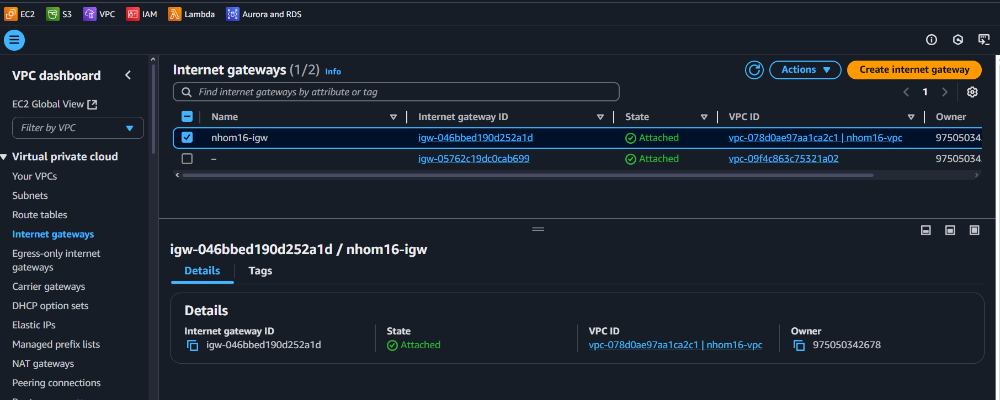 EC2 S3 VPC IAM Lambda Aurora and RDS
VPC dashboard
EC2 Global View
Filter by VPC
Virtual private cloud
Your VPCs
Subnets
Route tables
Internet gateways
Egress-only internet
gateways
Carrier gateways
DHCP option sets
Elastic IPs
Managed prefix lists
NAT gateways
Peering connections
Internet gateways (1/2) Info
Actions
Create internet gateway
Find internet gateways by attribute or tag
1
Name Internet gateway ID State VPC ID Owner
nhom16-igw igw-046bbed190d252a1d Attached vpc-078d0ae97aa1ca2c1 | nhom16-vpc 97505034
– igw-05762c19dc0cab699 Attached vpc-09f4c863c75321a02 97505034
igw-046bbed190d252a1d / nhom16-igw
Details Tags
Details
Internet gateway ID State VPC ID Owner
igw-046bbed190d252a1d Attached vpc-078d0ae97aa1ca2c1 | nhom16-vpc 975050342678